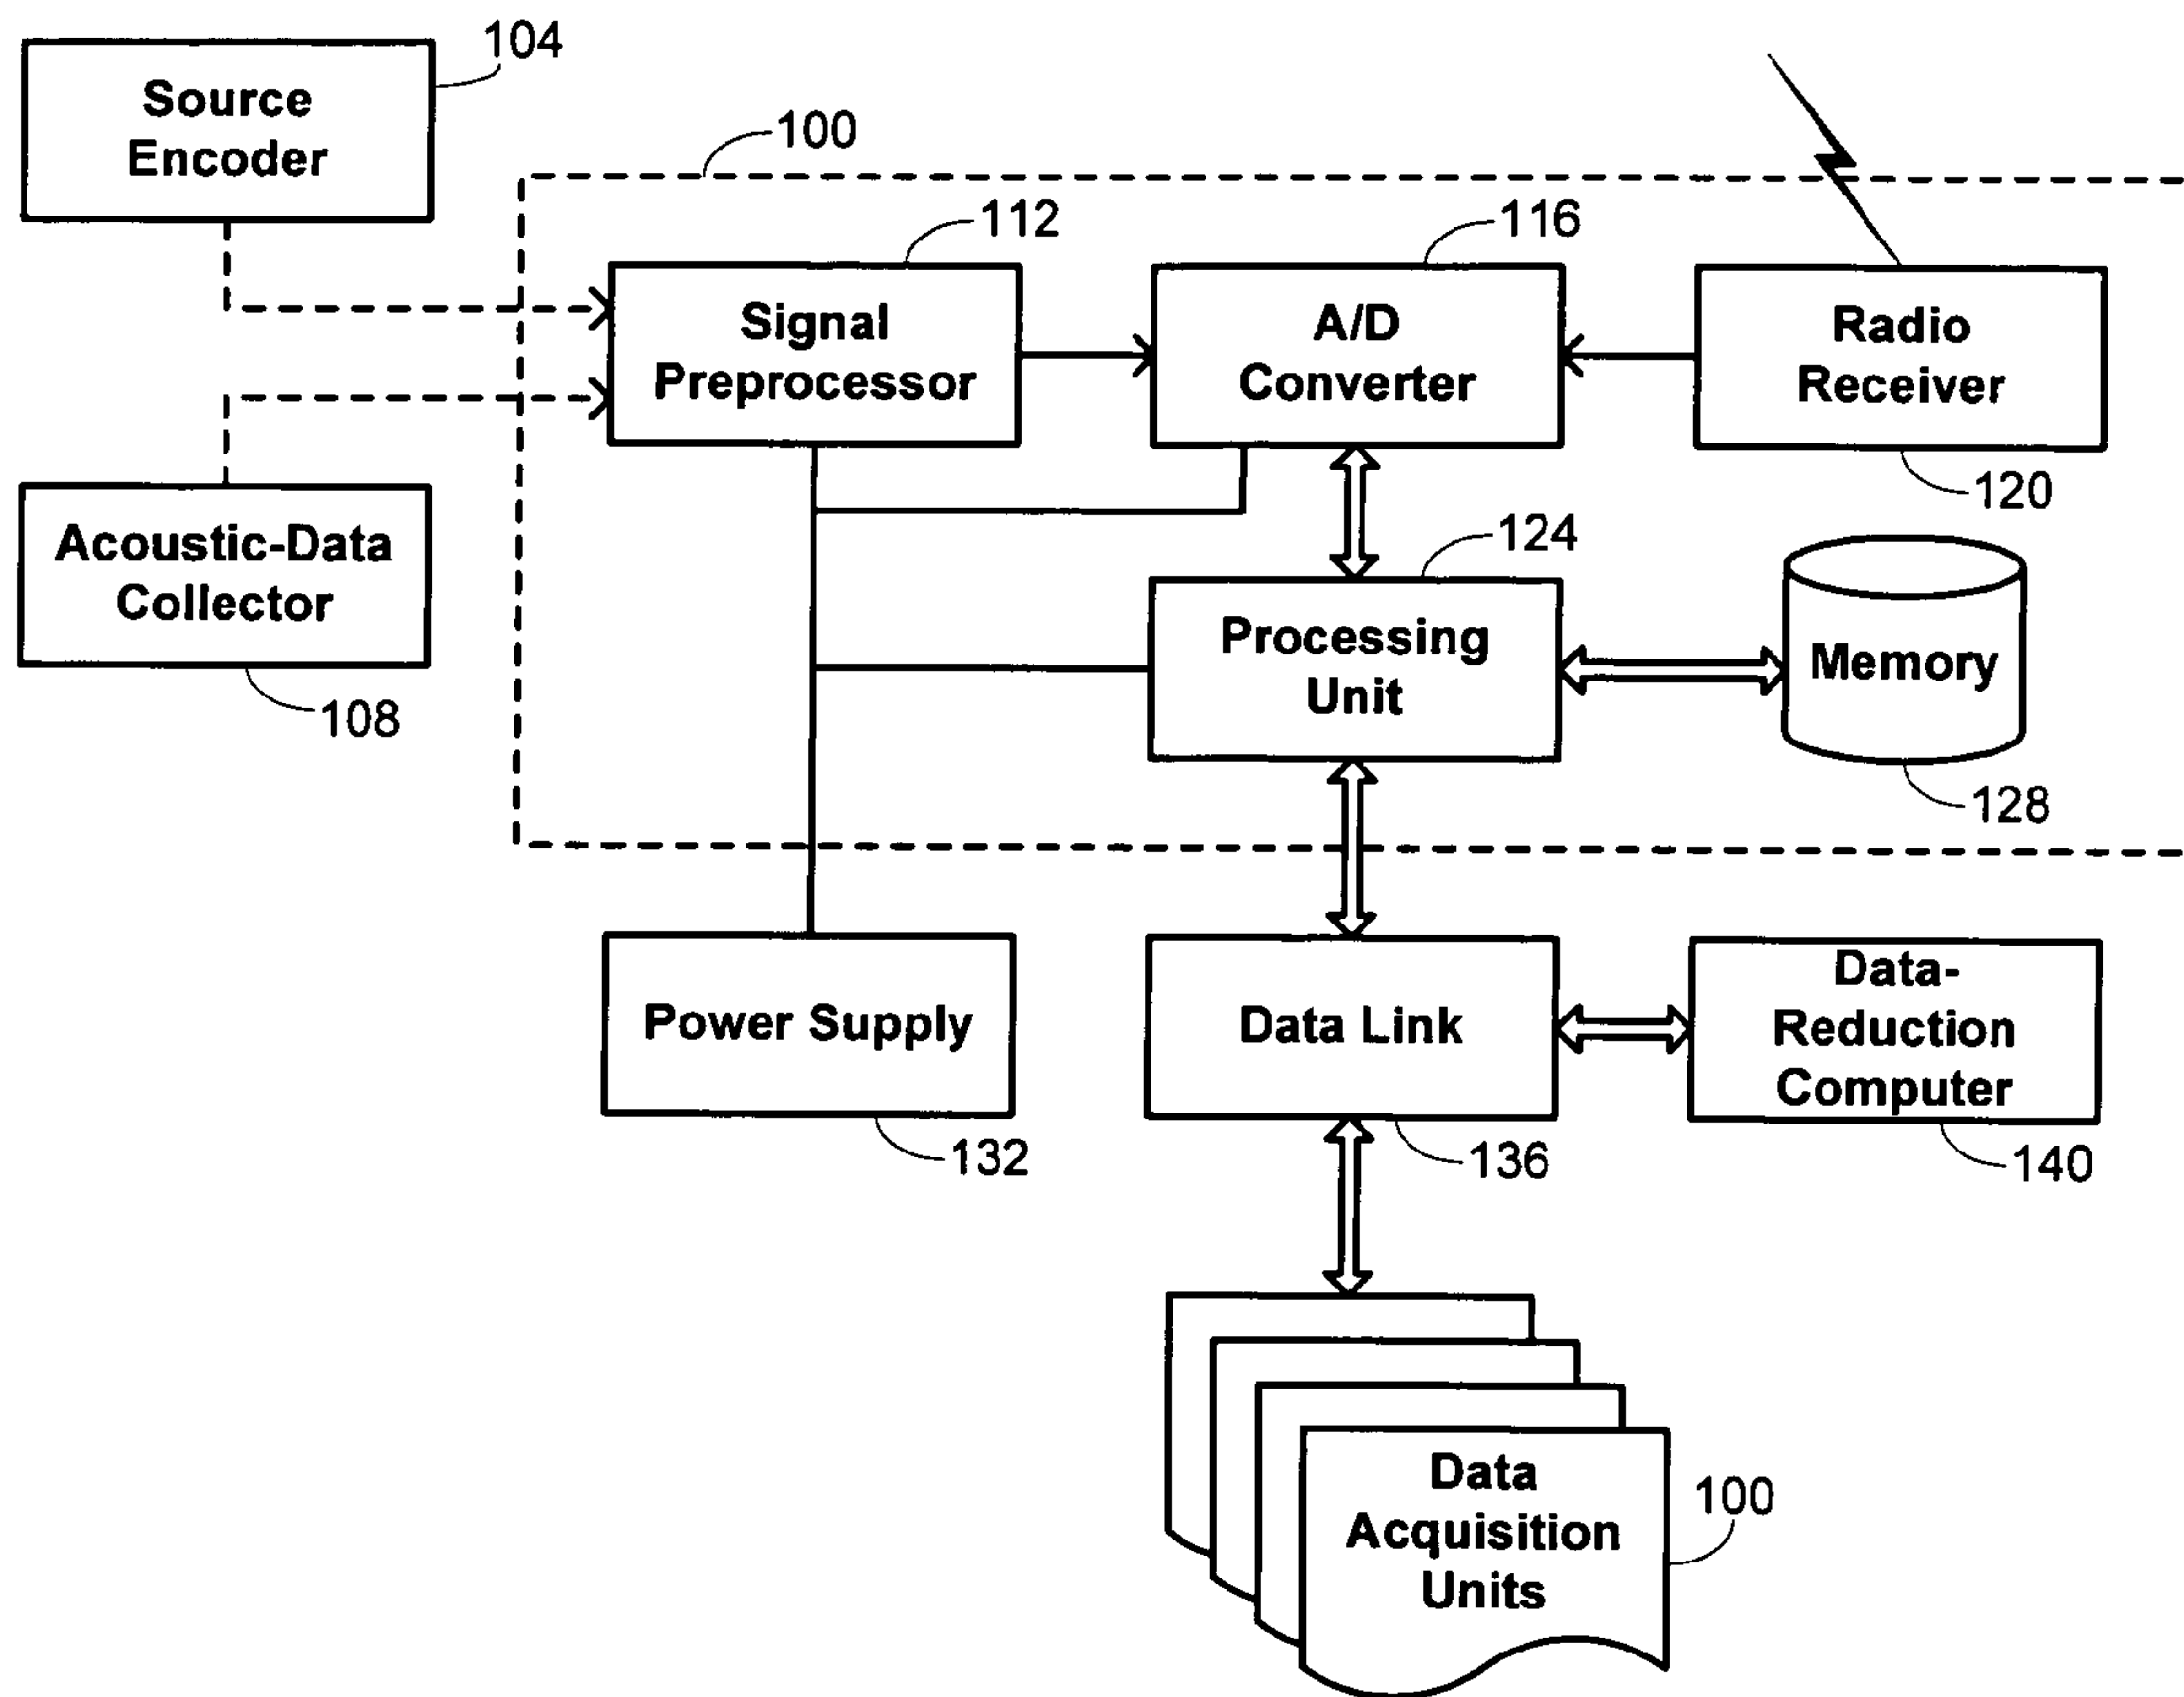 104
Source
Encoder
100
112
116
Signal
Preprocessor
A/D
Converter
Radio
Receiver
120
Acoustic-Data
Collector
108
124
Processing
Unit
Memory
128
Power Supply
132
Data Link
136
Data-
Reduction
Computer
140
Data
Acquisition
Units
100